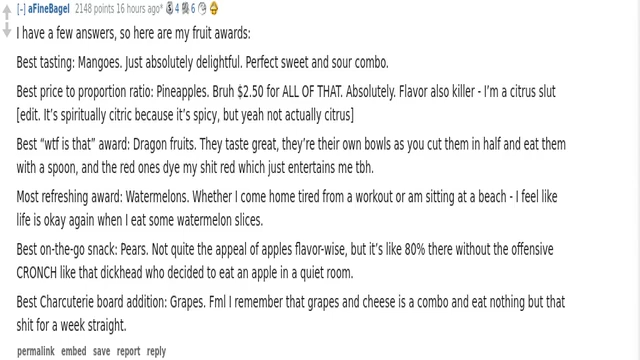 [-] aFineBagel 2148 points 16 hours ago* 4 6
I have a few answers, so here are my fruit awards:
Best tasting: Mangoes. Just absolutely delightful. Perfect sweet and sour combo.
Best price to proportion ratio: Pineapples. Bruh $2.50 for ALL OF THAT. Absolutely. Flavor also killer - I'm a citrus slut
[edit. It's spiritually citric because it's spicy, but yeah not actually citrus]
Best “wtf is that” award: Dragon fruits. They taste great, they're their own bowls as you cut them in half and eat them
with a spoon, and the red ones dye my shit red which just entertains me tbh.
Most refreshing award: Watermelons. Whether I come home tired from a workout or am sitting at a beach - I feel like
life is okay again when I eat some watermelon slices.
Best on-the-go snack: Pears. Not quite the appeal of apples flavor-wise, but it's like 80% there without the offensive
CRONCH like that dickhead who decided to eat an apple in a quiet room.
Best Charcuterie board addition: Grapes. Fml I remember that grapes and cheese is a combo and eat nothing but that
shit for a week straight.
permalink embed save report reply